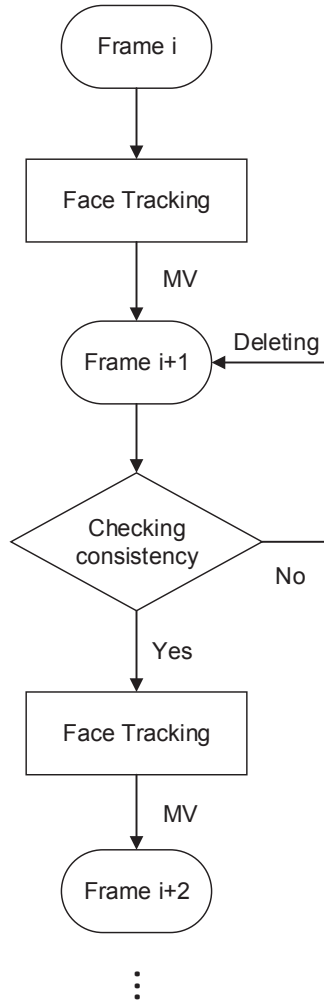 Frame i
Face Tracking
MV
Frame i+1
Deleting
Checking
consistency
No
Yes
Face Tracking
MV
Frame i+2
⋮